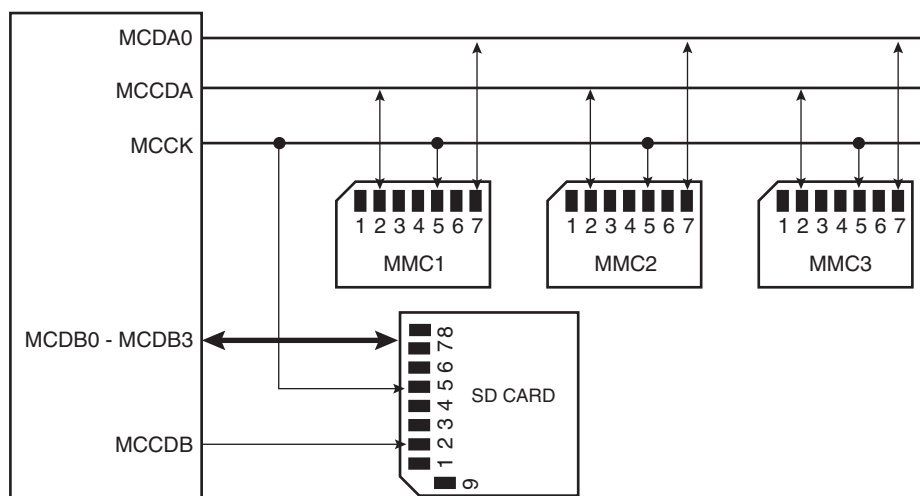 MCDA0
MCCDA
MCCK
1 2 3 4 5 6 7
MMC1
1 2 3 4 5 6 7
MMC2
1 2 3 4 5 6 7
MMC3
MCDB0 - MCDB3
MCCDB
1 2 3 4 5 6 7 8
9
SD CARD